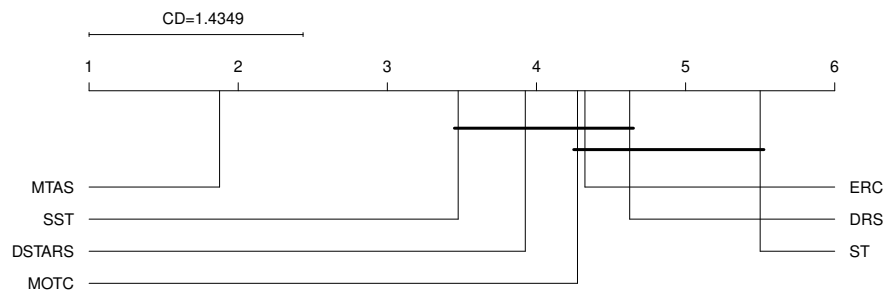 CD=1.4349
1 2 3 4 5 6
MTAS ERC
SST DRS
DSTARS ST
MOTC